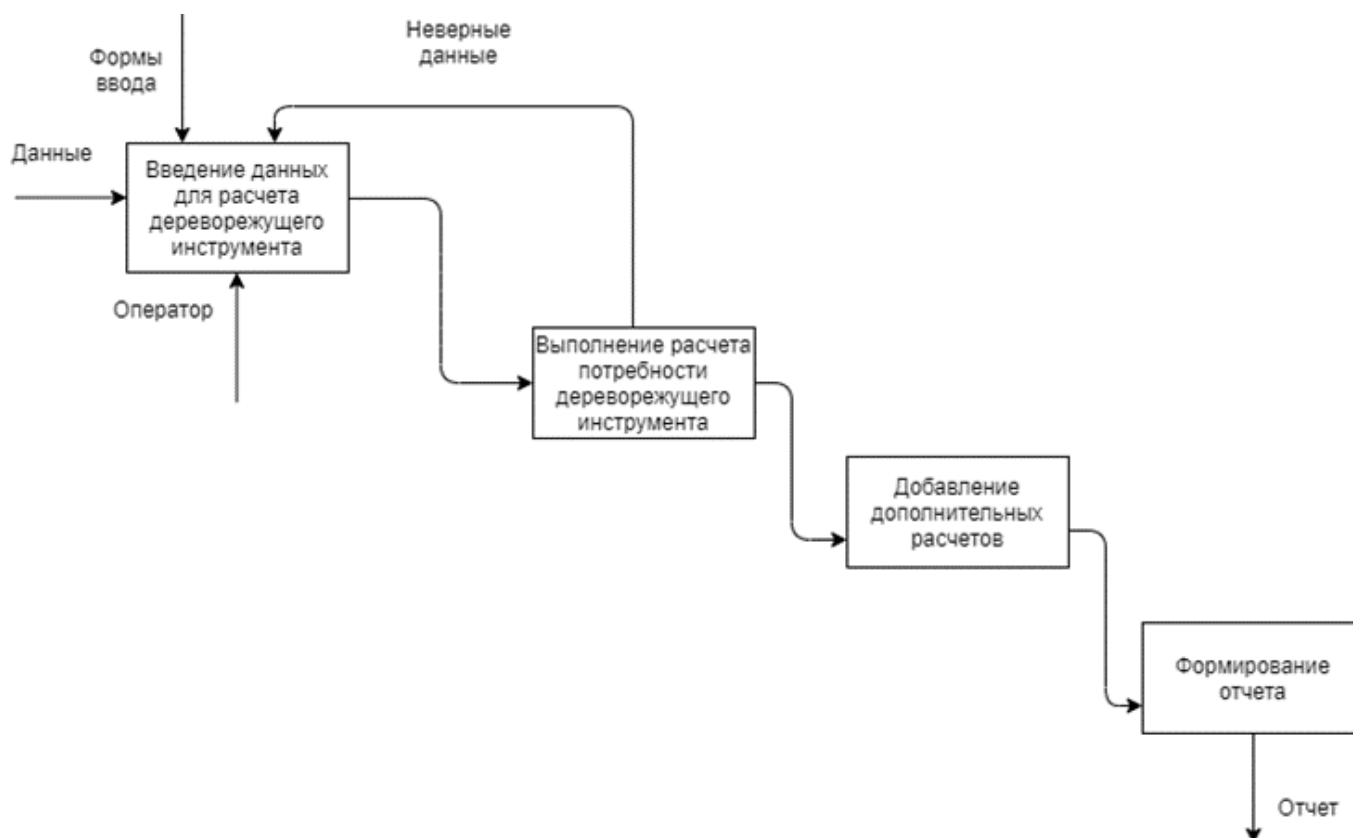 Формы
ввода
Неверные
данные
Данные
Введение данных
для расчета
дереворежущего
инструмента
Оператор
Выполнение расчета
потребности
дереворежущего
инструмента
Добавление
дополнительных
расчетов
Формирование
отчета
Отчет